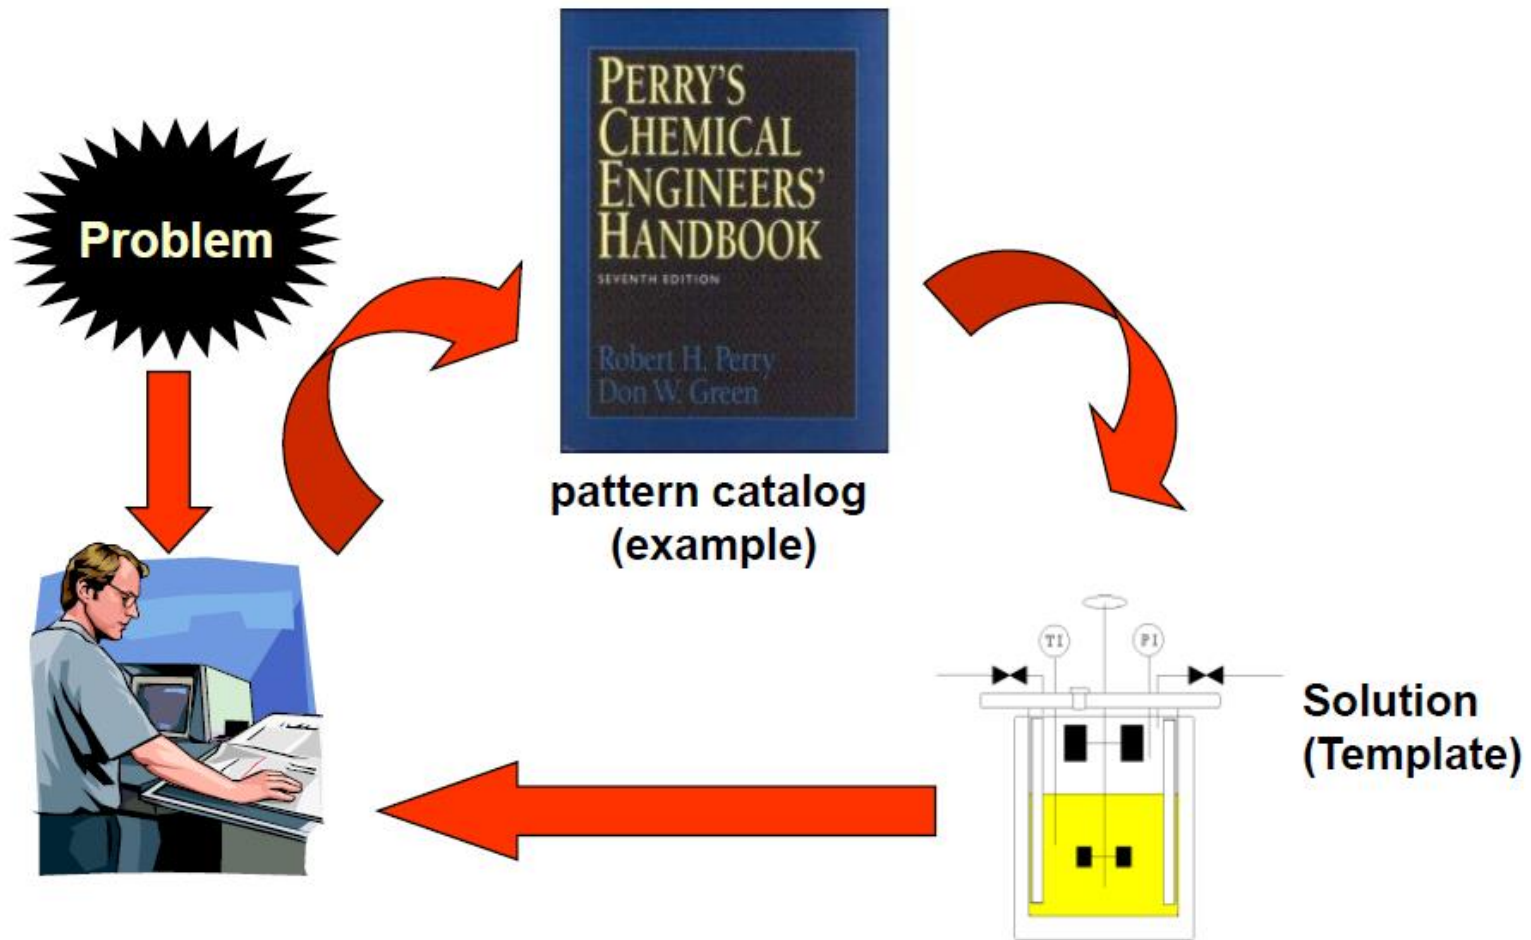 Problem
PERRY'S
CHEMICAL
ENGINEERS'
HANDBOOK
SEVENTH EDITION
Robert H. Perry
Don W. Green
pattern catalog
(example)
TI
PI
Solution
(Template)